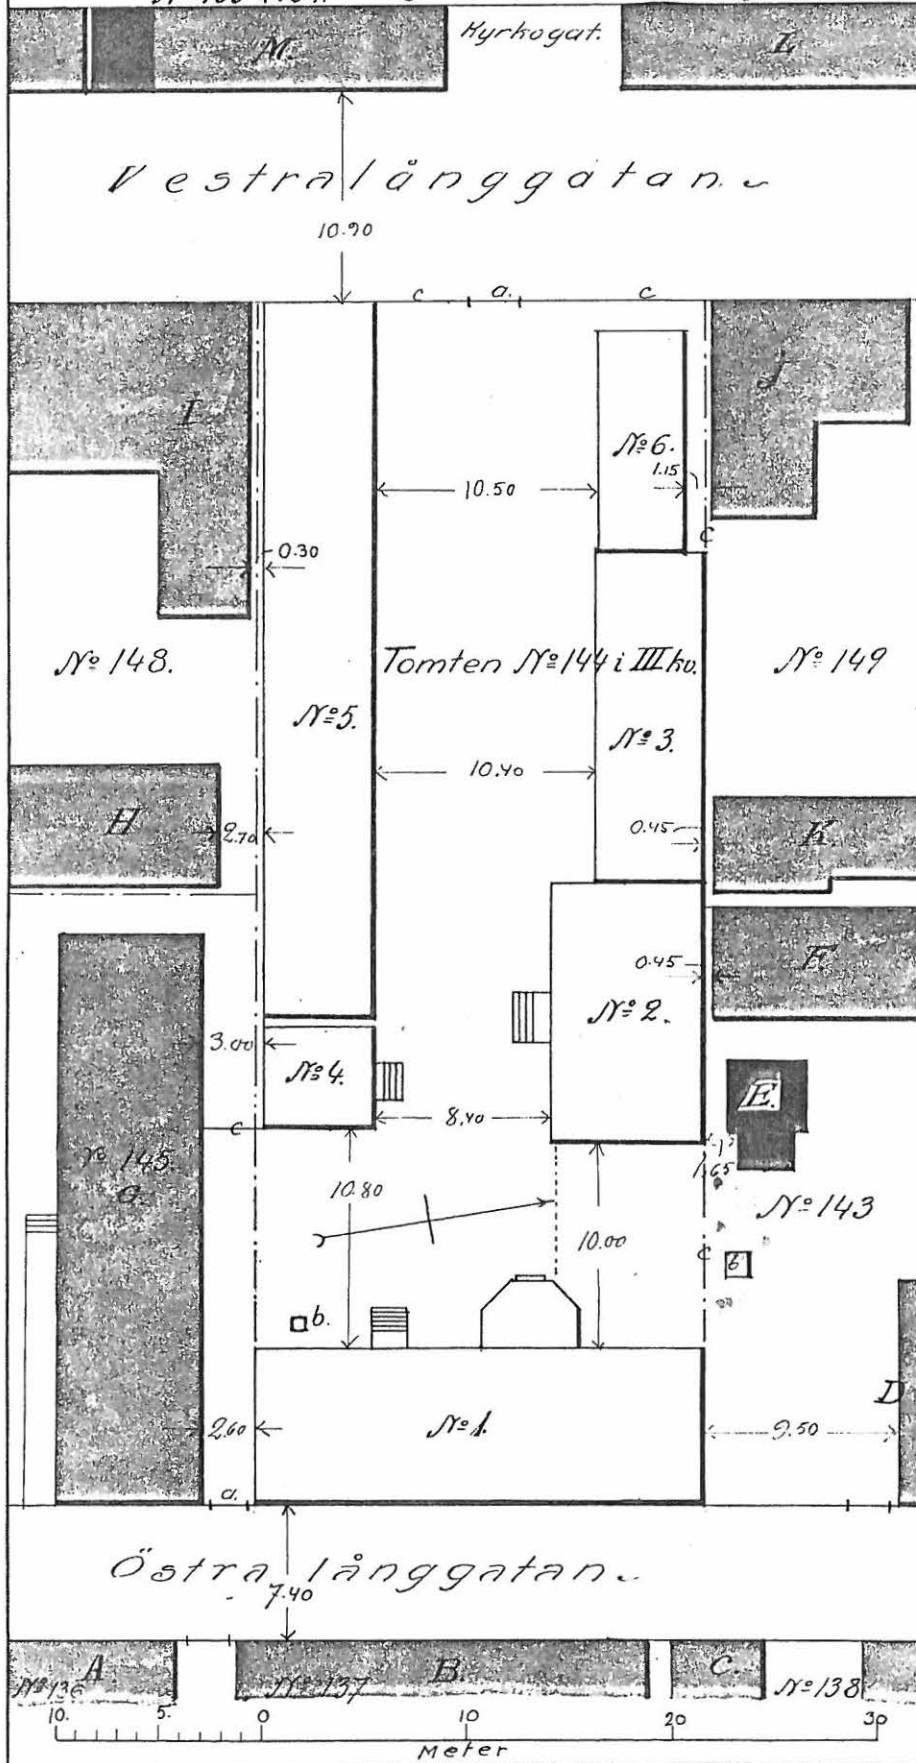 M.
Kyrkogat.
L
Vestra långgatan.
10.90
c a. c
I
J
№ 6.
1.15
10.50
c
0.30
№ 148.
Tomten № 144 i III kv.
№ 149
№ 5.
№ 3.
10.40
H
2.70
0.45
K.
0.45
F.
№ 2.
3.00
№ 4.
E.
8.40
c
№ 145.
G.
1.65
10.80
№ 143
10.00
c
b
b.
D
№ 1.
2.60
9.50
a.
Östra långgatan.
7.40
A
B.
C.
№ 136
№ 137
№ 138
10. 5. 0 10 20 30
Meter